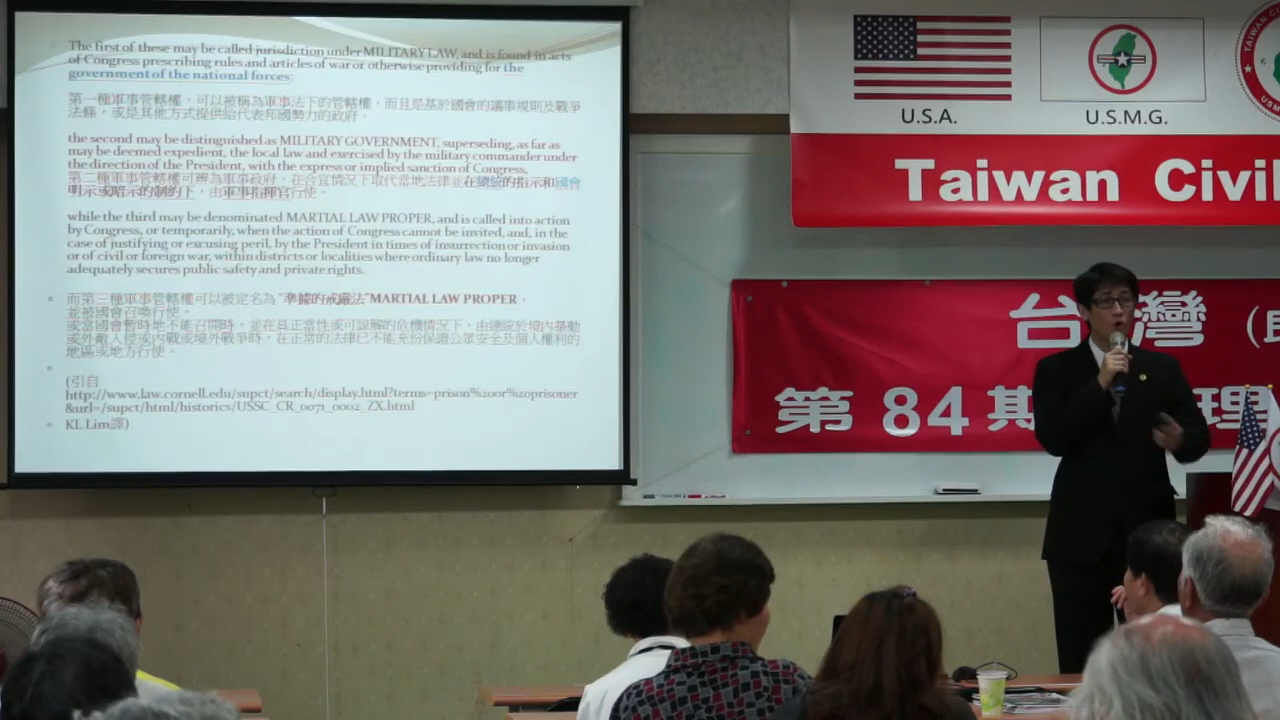 The first of these may be called jurisdiction under MILITARY LAW, and is found in acts
of Congress prescribing rules and articles of war or otherwise providing for the
government of the national forces.
第一種軍事管轄權，可以被稱為軍事法下的管轄權，而且是基於國會的議事規則及戰爭
法條，或是其他方式提供給代表邦國勢力的政府。
the second may be distinguished as MILITARY GOVERNMENT, superseding, as far as
may be deemed expedient, the local law and exercised by the military commander under
the direction of the President, with the express or implied sanction of Congress,
第二種軍事管轄權可辨為軍事政府，在合宜情況下取代當地法律並在總統的指示和國會
明示或暗示的制約下，由軍事指揮官行使。
while the third may be denominated MARTIAL LAW PROPER, and is called into action
by Congress, or temporarily, when the action of Congress cannot be invited, and, in the
case of justifying or excusing peril, by the President in times of insurrection or invasion
or of civil or foreign war, within districts or localities where ordinary law no longer
adequately secures public safety and private rights.
而第三種軍事管轄權可以被定名為"準據的戒嚴法"MARTIAL LAW PROPER、
並被國會召喚行使。
或當國會暫時地不能召開時，並在具正當性或可諒解的危機情況下，由總統於境內暴動
或外敵入侵或內戰或境外戰爭時，在正常的法律已不能充份保證公眾安全及個人權利的
地區或地方行使。
(引自
http://www.law.cornell.edu/supct/search/display.html?terms=prison%20or%20prisoner
&url=/supct/html/historics/USSC_CR_0071_0002_ZX.html
KL Lim譯)
U.S.A.
U.S.M.G.
TAIWAN
Taiwan Civil
台灣
第 84 期 理